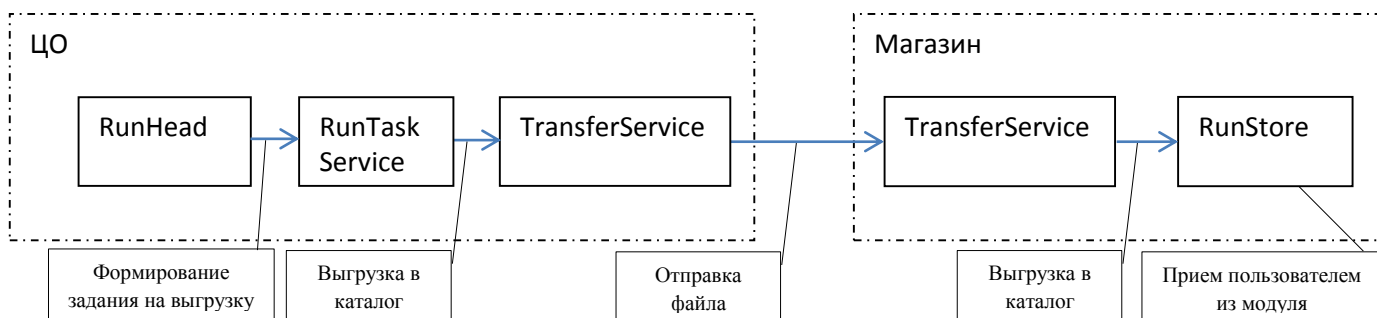 ЦО
Магазин
RunHead
RunTask
Service
TransferService
TransferService
RunStore
Формирование
задания на выгрузку
Выгрузка в
каталог
Отправка
файла
Выгрузка в
каталог
Прием пользователем
из модуля